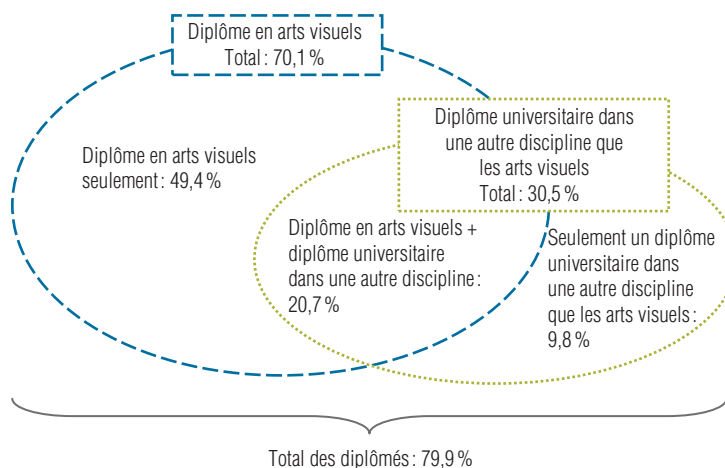 Diplôme en arts visuels
Total : 70,1 %
Diplôme universitaire dans
une autre discipline que
les arts visuels
Total : 30,5 %
Diplôme en arts visuels
seulement : 49,4 %
Diplôme en arts visuels +
diplôme universitaire
dans une autre discipline :
20,7 %
Seulement un diplôme
universitaire dans
une autre discipline
que les arts visuels :
9,8 %
Total des diplômés : 79,9 %